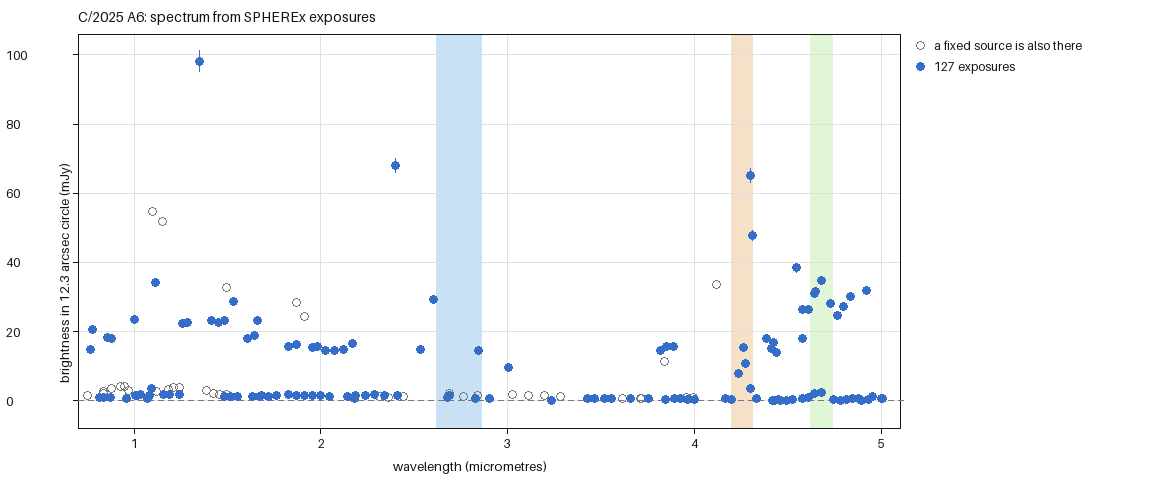 C/2025 A6: spectrum from SPHEREx exposures
a fixed source is also there
127 exposures
brightness in 12.3 arcsec circle (mJy)
100
80
60
40
20
0
1 2 3 4 5
wavelength (micrometres)